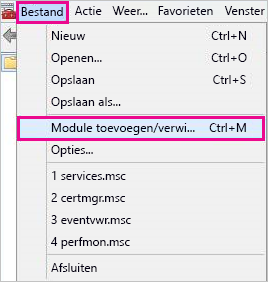 Bestand Actie Weer... Favorieten Venster
Nieuw Ctrl+N
Openen... Ctrl+O
Opslaan Ctrl+S
Opslaan als...
Module toevoegen/verwi... Ctrl+M
Opties...
1 services.msc
2 certmgr.msc
3 eventvwr.msc
4 perfmon.msc
Afsluiten